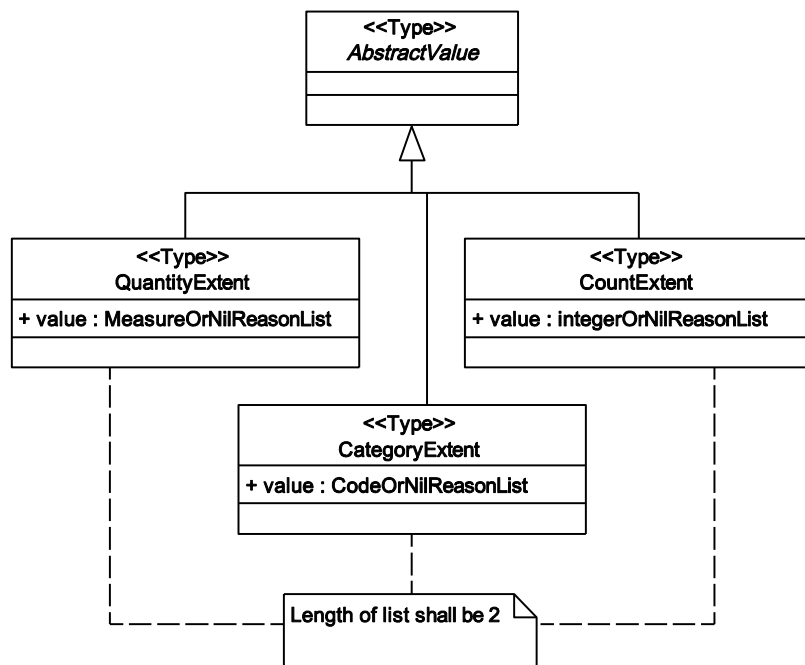 <<Type>>
AbstractValue
<<Type>>
QuantityExtent
+ value : MeasureOrNilReasonList
<<Type>>
CountExtent
+ value : integerOrNilReasonList
<<Type>>
CategoryExtent
+ value : CodeOrNilReasonList
Length of list shall be 2